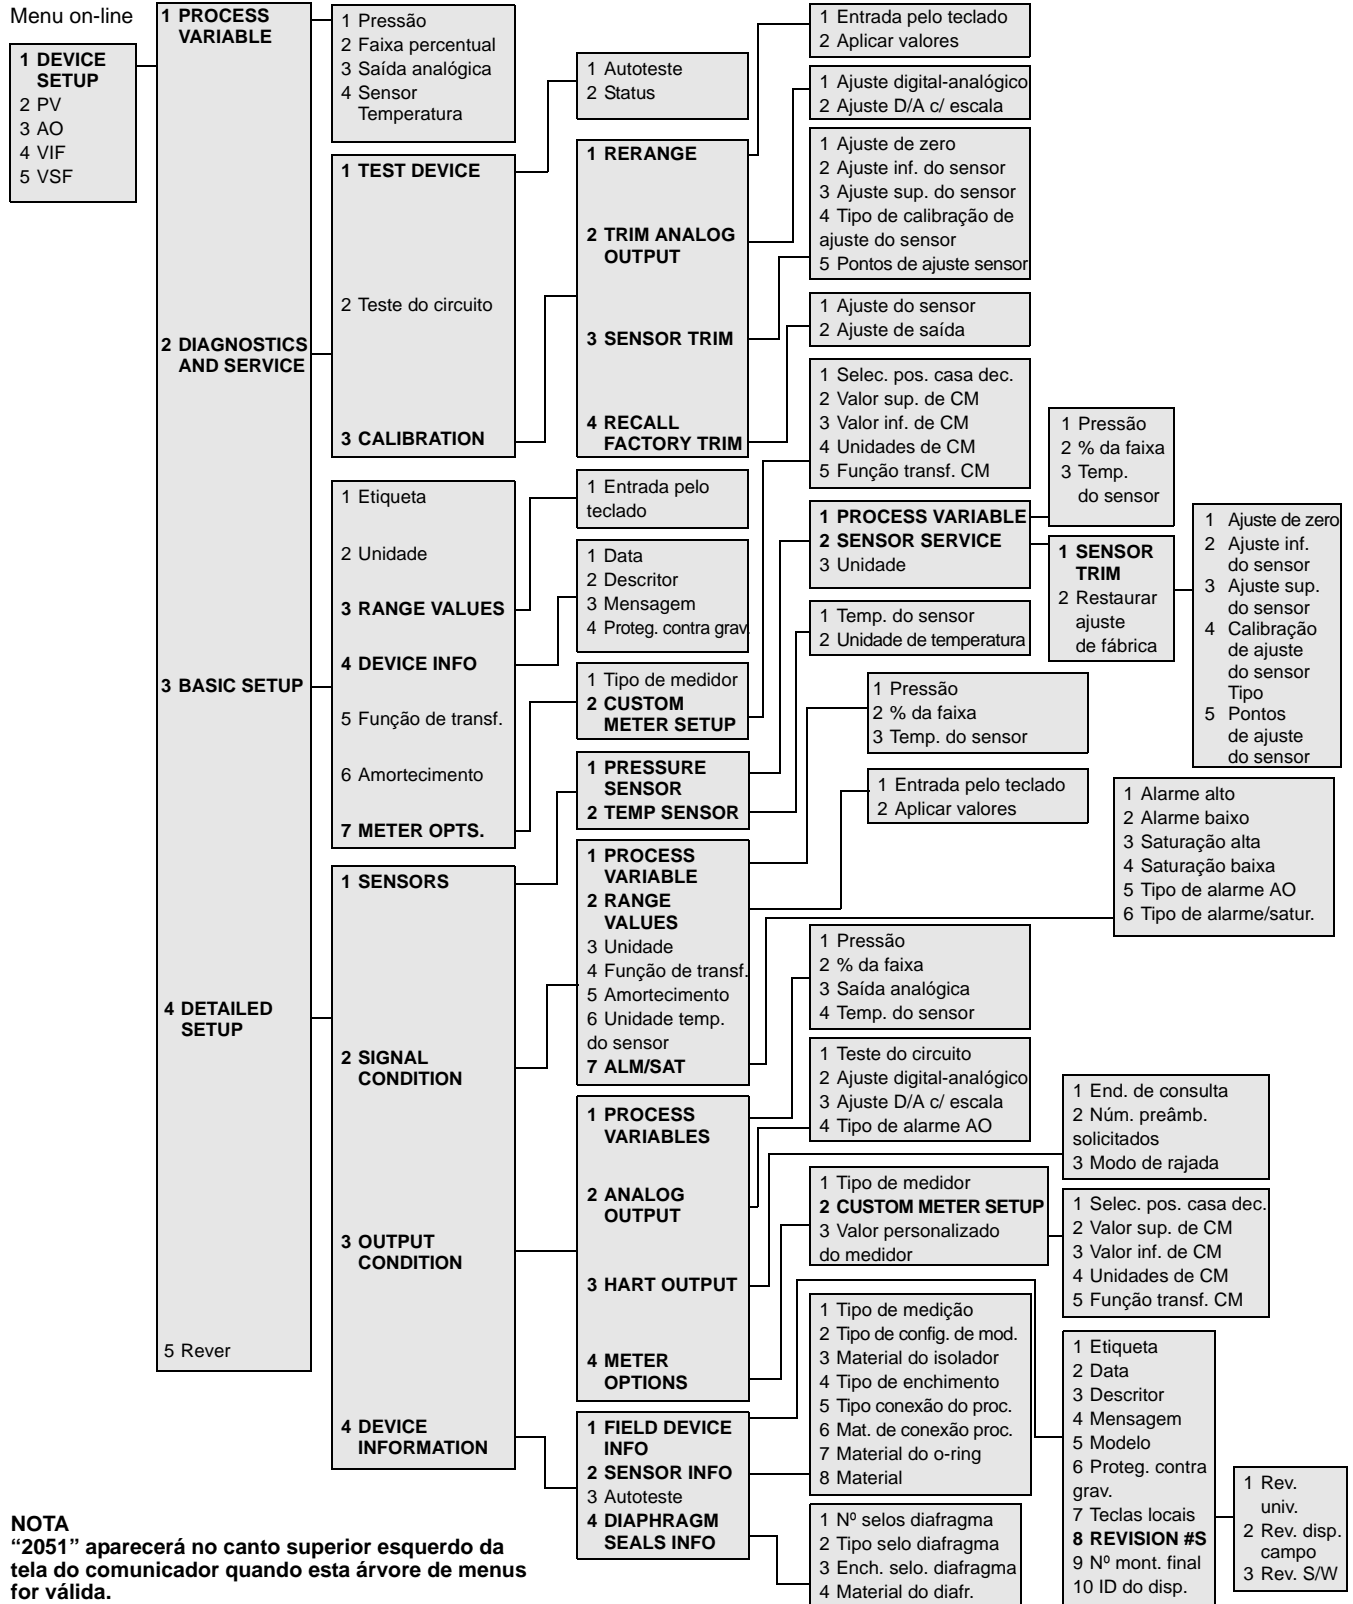 Menu on-line
1 DEVICE
SETUP
2 PV
3 AO
4 VIF
5 VSF
1 PROCESS
VARIABLE
2 DIAGNOSTICS
AND SERVICE
3 BASIC SETUP
4 DETAILED
SETUP
5 Rever
1 Pressão
2 Faixa percentual
3 Saída analógica
4 Sensor
Temperatura
1 TEST DEVICE
2 Teste do circuito
3 CALIBRATION
1 Etiqueta
2 Unidade
3 RANGE VALUES
4 DEVICE INFO
5 Função de transf.
6 Amortecimento
7 METER OPTS.
1 SENSORS
2 SIGNAL
CONDITION
3 OUTPUT
CONDITION
4 DEVICE
INFORMATION
1 Autoteste
2 Status
1 RERANGE
2 TRIM ANALOG
OUTPUT
3 SENSOR TRIM
4 RECALL
FACTORY TRIM
1 Entrada pelo
teclado
1 Data
2 Descritor
3 Mensagem
4 Proteg. contra grav.
1 Tipo de medidor
2 CUSTOM
METER SETUP
1 PRESSURE
SENSOR
2 TEMP SENSOR
1 PROCESS
VARIABLE
2 RANGE
VALUES
3 Unidade
4 Função de transf.
5 Amortecimento
6 Unidade temp.
do sensor
7 ALM/SAT
1 PROCESS
VARIABLES
2 ANALOG
OUTPUT
3 HART OUTPUT
4 METER
OPTIONS
1 FIELD DEVICE
INFO
2 SENSOR INFO
3 Autoteste
4 DIAPHRAGM
SEALS INFO
1 Entrada pelo teclado
2 Aplicar valores
1 Ajuste digital-analógico
2 Ajuste D/A c/ escala
1 Ajuste de zero
2 Ajuste inf. do sensor
3 Ajuste sup. do sensor
4 Tipo de calibração de
ajuste do sensor
5 Pontos de ajuste sensor
1 Ajuste do sensor
2 Ajuste de saída
1 Selec. pos. casa dec.
2 Valor sup. de CM
3 Valor inf. de CM
4 Unidades de CM
5 Função transf. CM
1 PROCESS VARIABLE
2 SENSOR SERVICE
3 Unidade
1 Temp. do sensor
2 Unidade de temperatura
1 Pressão
2 % da faixa
3 Temp. do sensor
1 Entrada pelo teclado
2 Aplicar valores
1 Pressão
2 % da faixa
3 Saída analógica
4 Temp. do sensor
1 Teste do circuito
2 Ajuste digital-analógico
3 Ajuste D/A c/ escala
4 Tipo de alarme AO
1 Tipo de medidor
2 CUSTOM METER SETUP
3 Valor personalizado
do medidor
1 Tipo de medição
2 Tipo de config. de mod.
3 Material do isolador
4 Tipo de enchimento
5 Tipo conexão do proc.
6 Mat. de conexão proc.
7 Material do o-ring
8 Material
1 Nº selos diafragma
2 Tipo selo diafragma
3 Ench. selo. diafragma
4 Material do diafr.
1 Pressão
2 % da faixa
3 Temp.
do sensor
1 SENSOR
TRIM
2 Restaurar
ajuste
de fábrica
1 Ajuste de zero
2 Ajuste inf.
do sensor
3 Ajuste sup.
do sensor
4 Calibração
de ajuste
do sensor
Tipo
5 Pontos
de ajuste
do sensor
1 Alarme alto
2 Alarme baixo
3 Saturação alta
4 Saturação baixa
5 Tipo de alarme AO
6 Tipo de alarme/satur.
1 End. de consulta
2 Núm. preâmb.
solicitados
3 Modo de rajada
1 Selec. pos. casa dec.
2 Valor sup. de CM
3 Valor inf. de CM
4 Unidades de CM
5 Função transf. CM
1 Etiqueta
2 Data
3 Descritor
4 Mensagem
5 Modelo
6 Proteg. contra
grav.
7 Teclas locais
8 REVISION #S
9 Nº mont. final
10 ID do disp.
1 Rev.
univ.
2 Rev. disp.
campo
3 Rev. S/W
NOTA
“2051” aparecerá no canto superior esquerdo da
tela do comunicador quando esta árvore de menus
for válida.